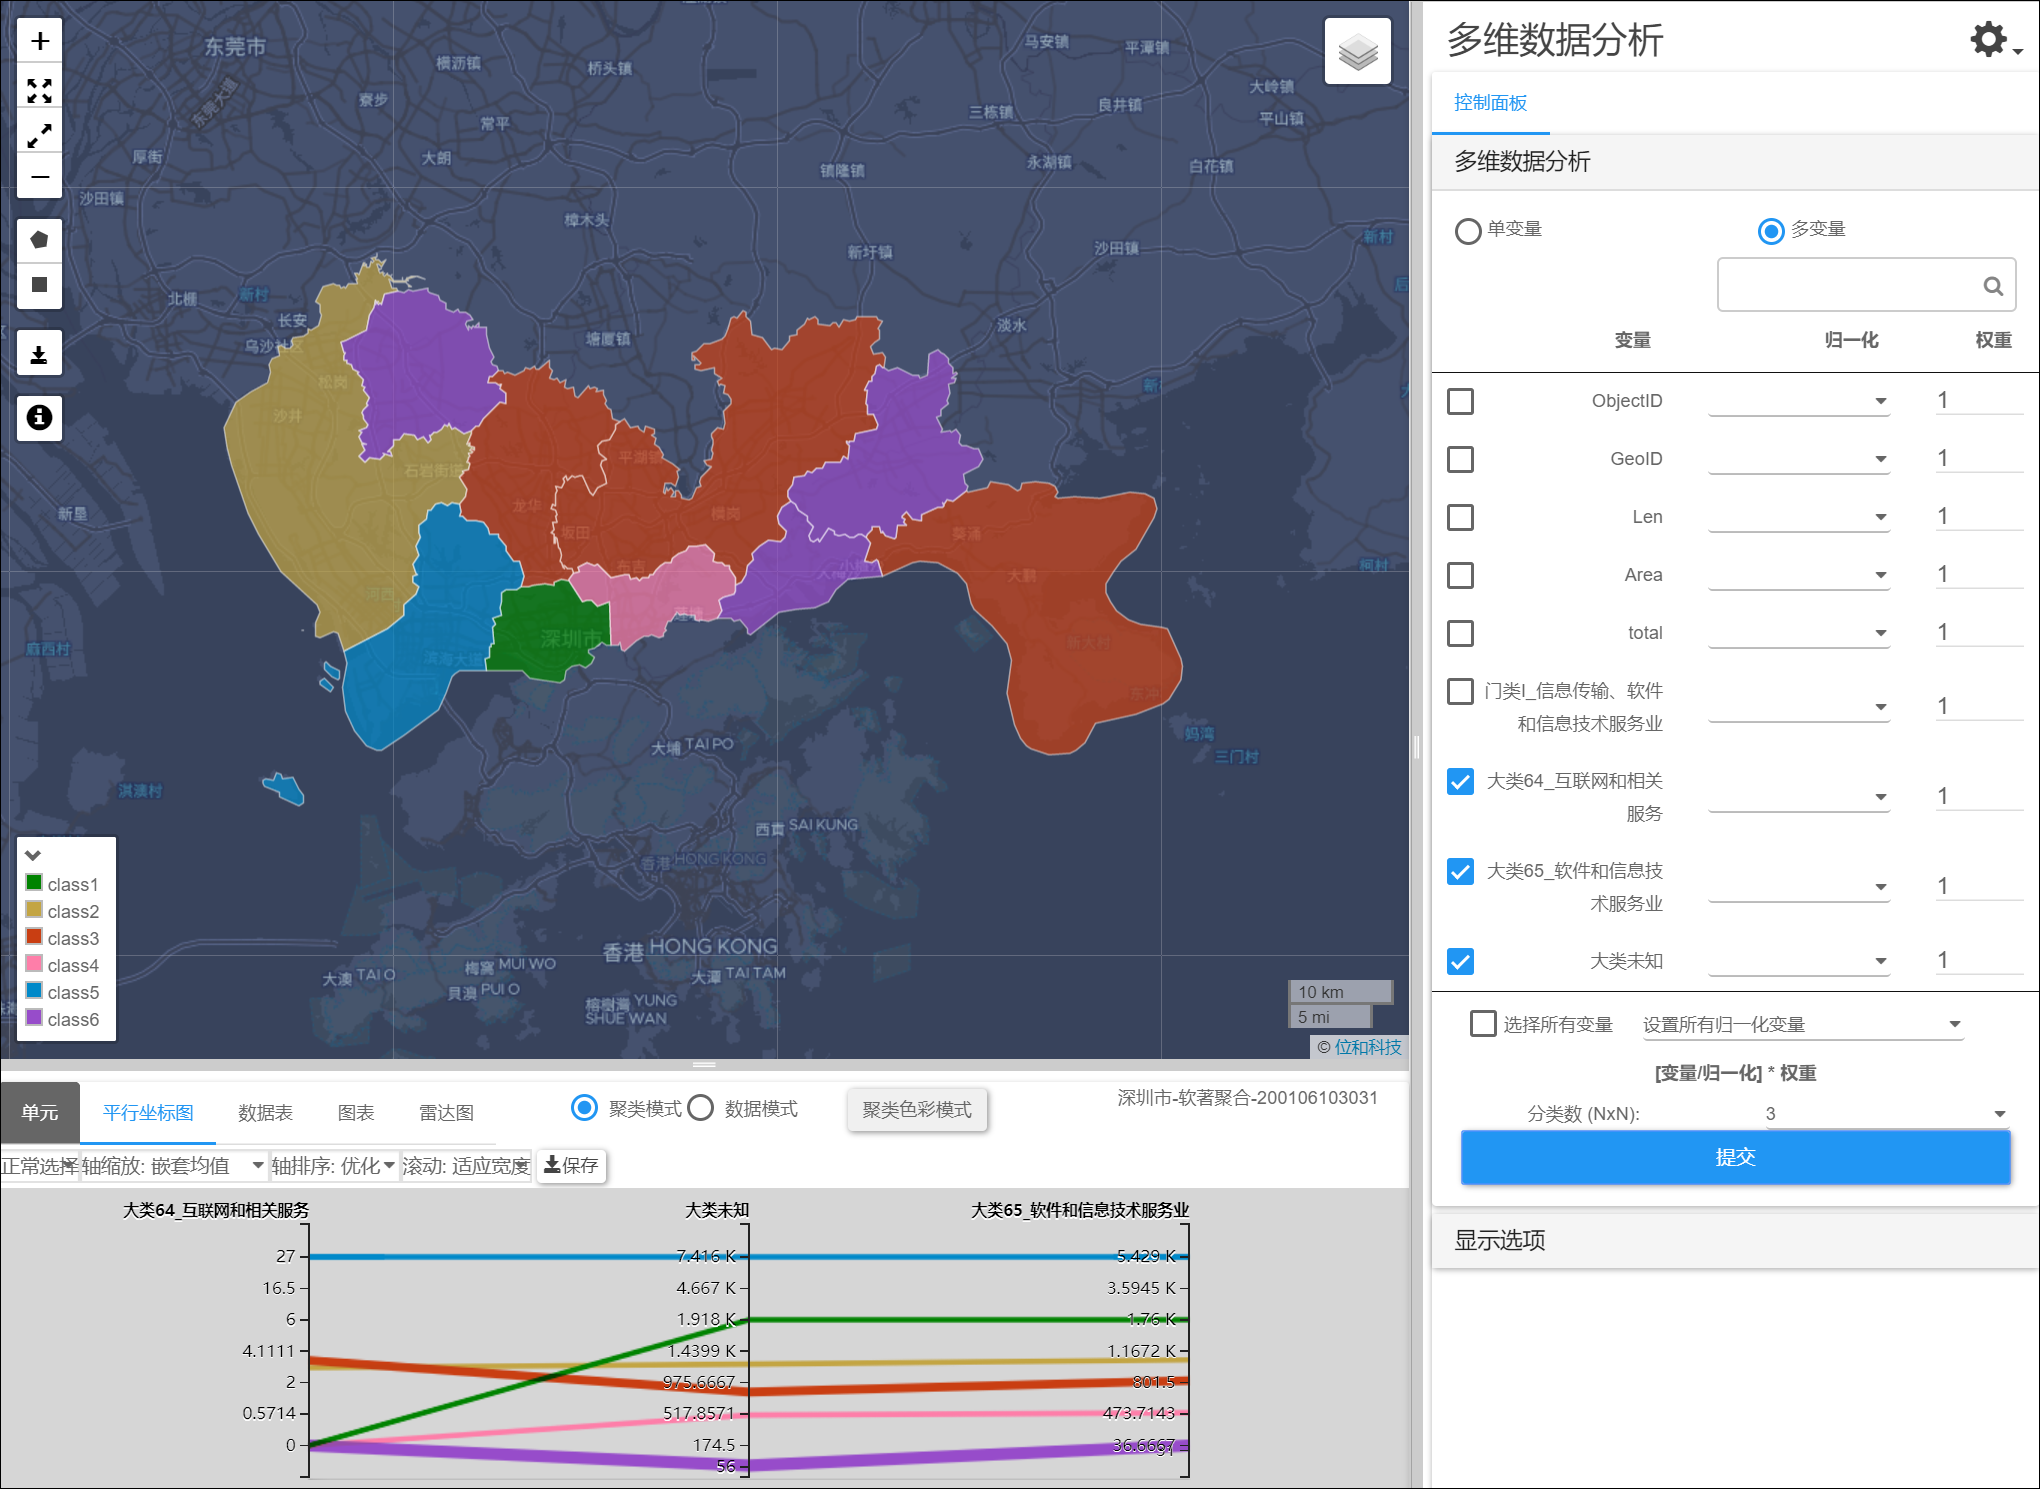 东莞市
横沥镇
桥头镇
马安镇
平潭镇
大岭镇
平山镇
寮步
东莞大道
常平
三栋镇
良井镇
厚街
大朗
镇隆镇
永湖镇
白花镇
沙田镇
樟木头
新圩镇
沙田镇
新村
北栅
新村
长安
乌沙社区
塘厦镇
淡水
松岗
沙井
石岩街道
平湖镇
龙华
坂田
横岗
布吉
葵涌
大鹏
新垦
河西
柯村
莲塘
深圳市
滨海大道
新大村
东冲
大埔 TAI PO
妈湾
三门村
淇澳村
西貢 SAI KUNG
香港 HONG KONG
香港 HONG KONG
大澳 TAI O
梅窩 MUI WO
貝澳 PUI O
大潭 TAI TAM
榕樹灣 YUNG
SHUE WAN
class1
class2
class3
class4
class5
class6
10 km
5 mi
© 位和科技
多维数据分析
控制面板
多维数据分析
单变量
多变量
变量 归一化 权重
ObjectID 1
GeoID 1
Len 1
Area 1
total 1
门类I_信息传输、软件
和信息技术服务业 1
大类64_互联网和相关
服务 1
大类65_软件和信息技
术服务业 1
大类未知 1
选择所有变量 设置所有归一化变量
[变量/归一化] * 权重
分类数 (NxN): 3
提交
显示选项
单元 平行坐标图 数据表 图表 雷达图 聚类模式 数据模式 聚类色彩模式 深圳市-软著聚合-200106103031
正常选择 轴缩放: 嵌套均值 轴排序: 优化 滚动: 适应宽度 保存
大类64_互联网和相关服务 大类未知 大类65_软件和信息技术服务业
27 7.416 K 5.429 K
16.5 4.667 K 3.5945 K
6 1.918 K 1.76 K
4.1111 1.4399 K 1.1672 K
2 975.6667 801.5
0.5714 517.8571 473.7143
0 174.5 36.6667
56